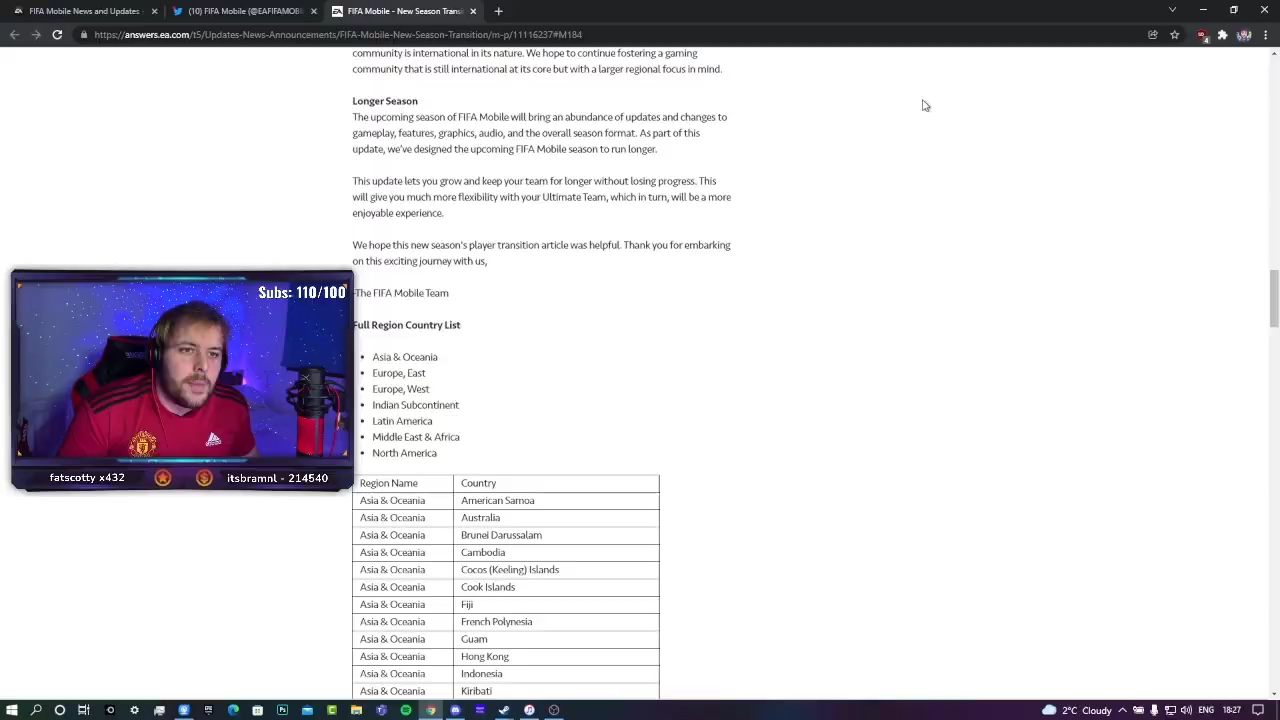 FIFA Mobile News and Updates -
(10) FIFA Mobile (@EAFIFAMOBI
FIFA Mobile New Season Transit
https://answers.ea.com/t5/Updates-News-Announcements/FIFA-Mobile-New-Season-Transition/m-p/11116237#M184
community is international in its nature. We hope to continue fostering a gaming
community that is still international at its core but with a larger regional focus in mind.
Longer Season
The upcoming season of FIFA Mobile will bring an abundance of updates and changes to
gameplay, features, graphics, audio, and the overall season format. As part of this
update, we've designed the upcoming FIFA Mobile season to run longer.
This update lets you grow and keep your team for longer without losing progress. This
will give you much more flexibility with your Ultimate Team, which in turn, will be a more
enjoyable experience.
We hope this new season's player transition article was helpful. Thank you for embarking
on this exciting journey with us,
-The FIFA Mobile Team
Full Region Country List
• Asia & Oceania
• Europe, East
• Europe, West
• Indian Subcontinent
• Latin America
• Middle East & Africa
• North America
Subs: 110/100
fatscotty x432
itsbramnl - 214540
Region Name Country
Asia & Oceania American Samoa
Asia & Oceania Australia
Asia & Oceania Brunei Darussalam
Asia & Oceania Cambodia
Asia & Oceania Cocos (Keeling) Islands
Asia & Oceania Cook Islands
Asia & Oceania Fiji
Asia & Oceania French Polynesia
Asia & Oceania Guam
Asia & Oceania Hong Kong
Asia & Oceania Indonesia
Asia & Oceania Kiribati
2°C Cloudy
ENG
18:27